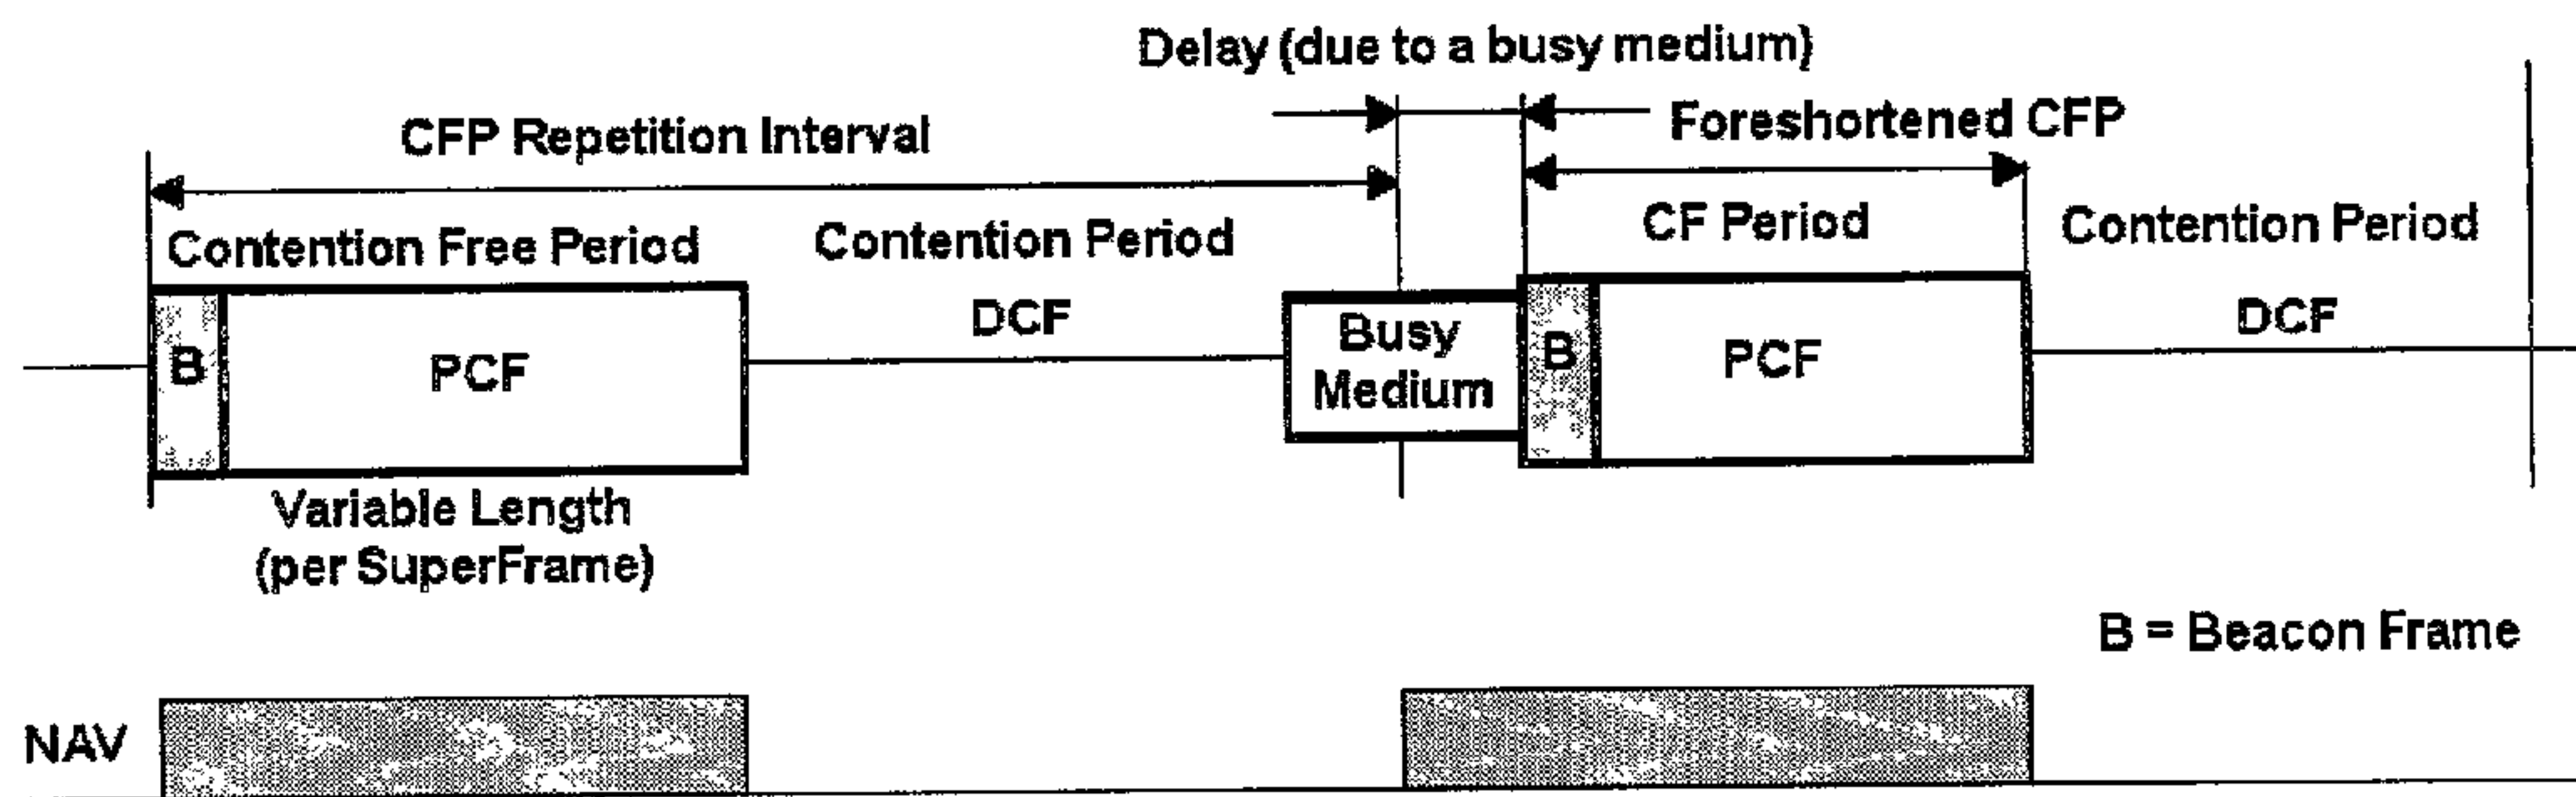 Delay (due to a busy medium)
CFP Repetition Interval
Foreshortened CFP
Contention Free Period
Contention Period
CF Period
Contention Period
B
PCF
DCF
Busy
Medium
B
PCF
DCF
Variable Length
(per SuperFrame)
B = Beacon Frame
NAV